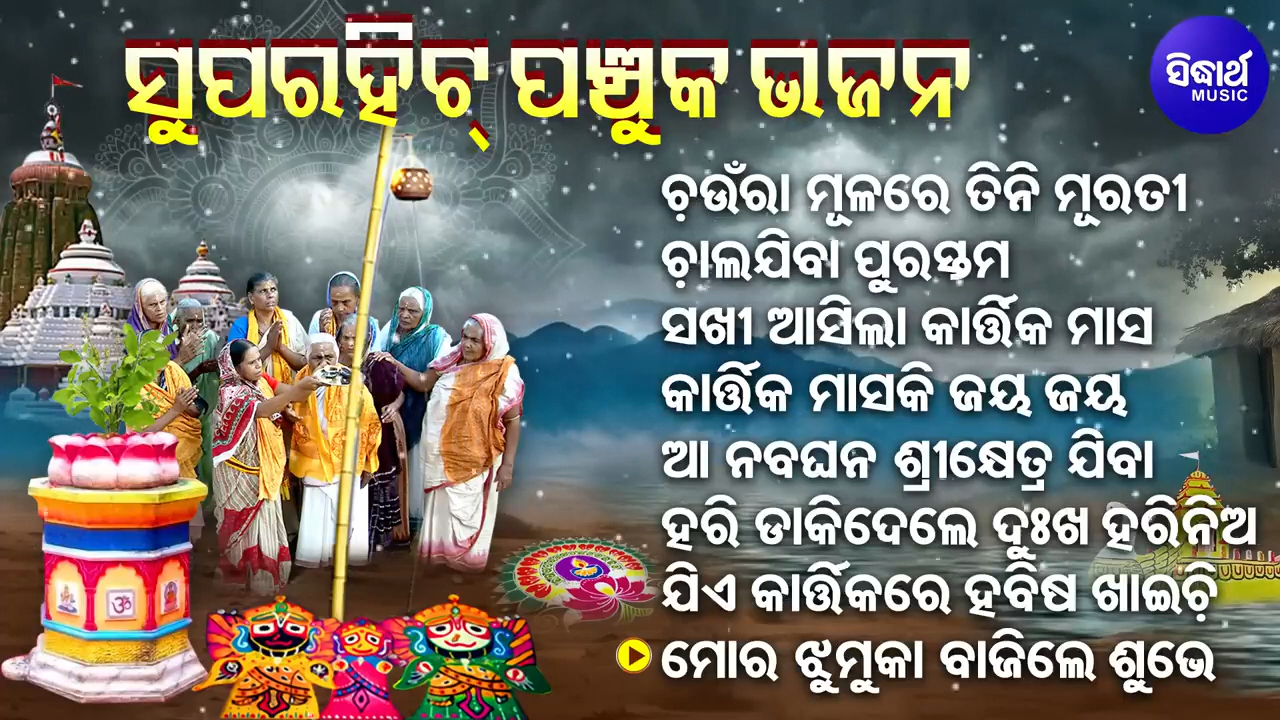 ସୁପରହିଟ୍ ପଞ୍ଚୁକ ଭଜନ
ସିଦ୍ଧାର୍ଥ
MUSIC
ଚ଼ଉଁରା ମୂଳରେ ତିନି ମୂରତୀ
ଚ଼ାଲଯିବା ପୁରସ୍ତମ
ସଖୀ ଆସିଲା କାର୍ତ୍ତିକ ମାସ
କାର୍ତ୍ତିକ ମାସକି ଜୟ ଜୟ
ଆ ନବଘନ ଶ୍ରୀକ୍ଷେତ୍ର ଯିବା
ହରି ଡାକିଦେଲେ ଦୁଃଖ ହରିନିଅ
ଯିଏ କାର୍ତ୍ତିକରେ ହବିଷ ଖାଇଚ଼ି
ମୋର ଝୁମୁକା ବାଜିଲେ ଶୁଭେ
ॐ